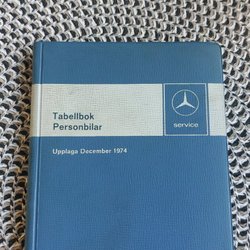 Tabellbok
Personbilar
service
Upplaga December 1974